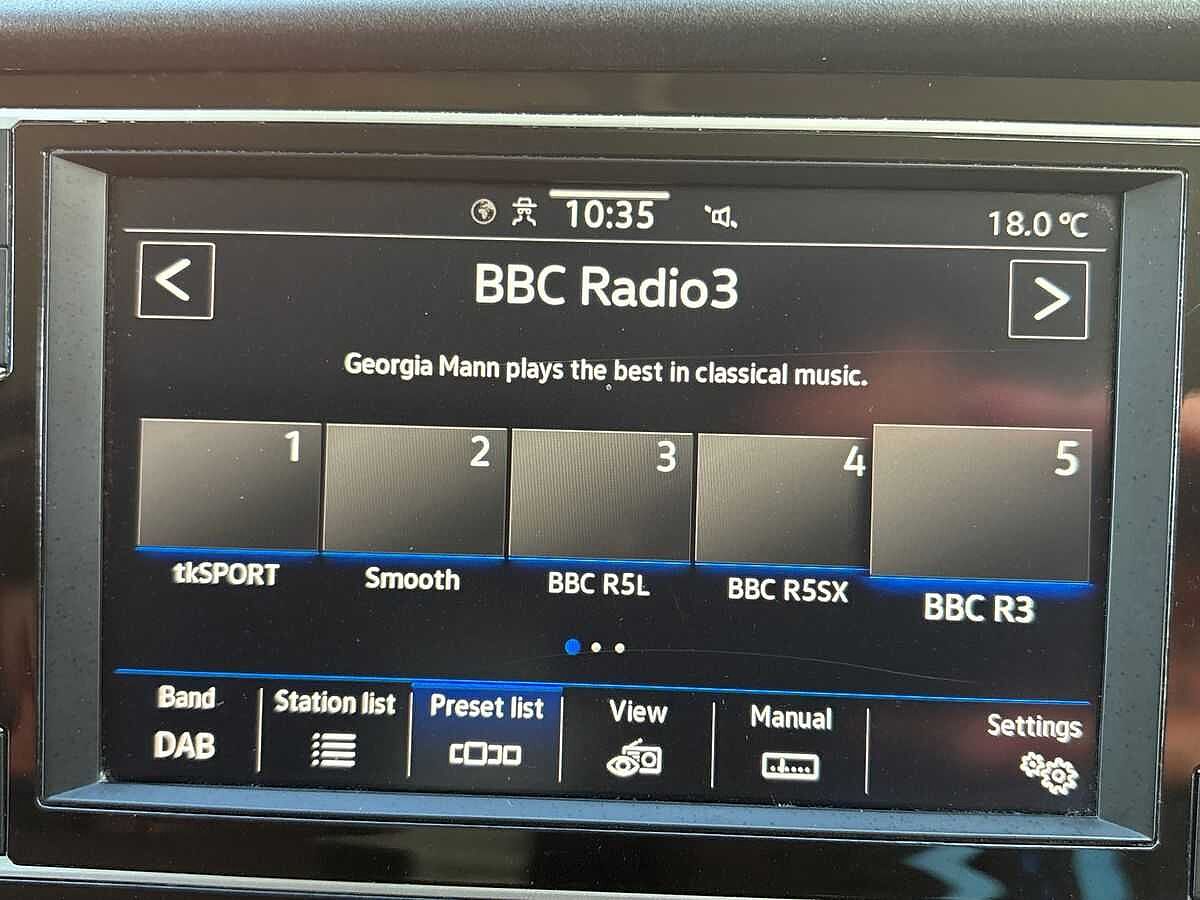 10:35
18.0 °C
<
BBC Radio3
>
Georgia Mann plays the best in classical music.
1 2 3 4 5
tkSPORT Smooth BBC R5L BBC R5SX BBC R3
Band Station list Preset list View Manual Settings
DAB